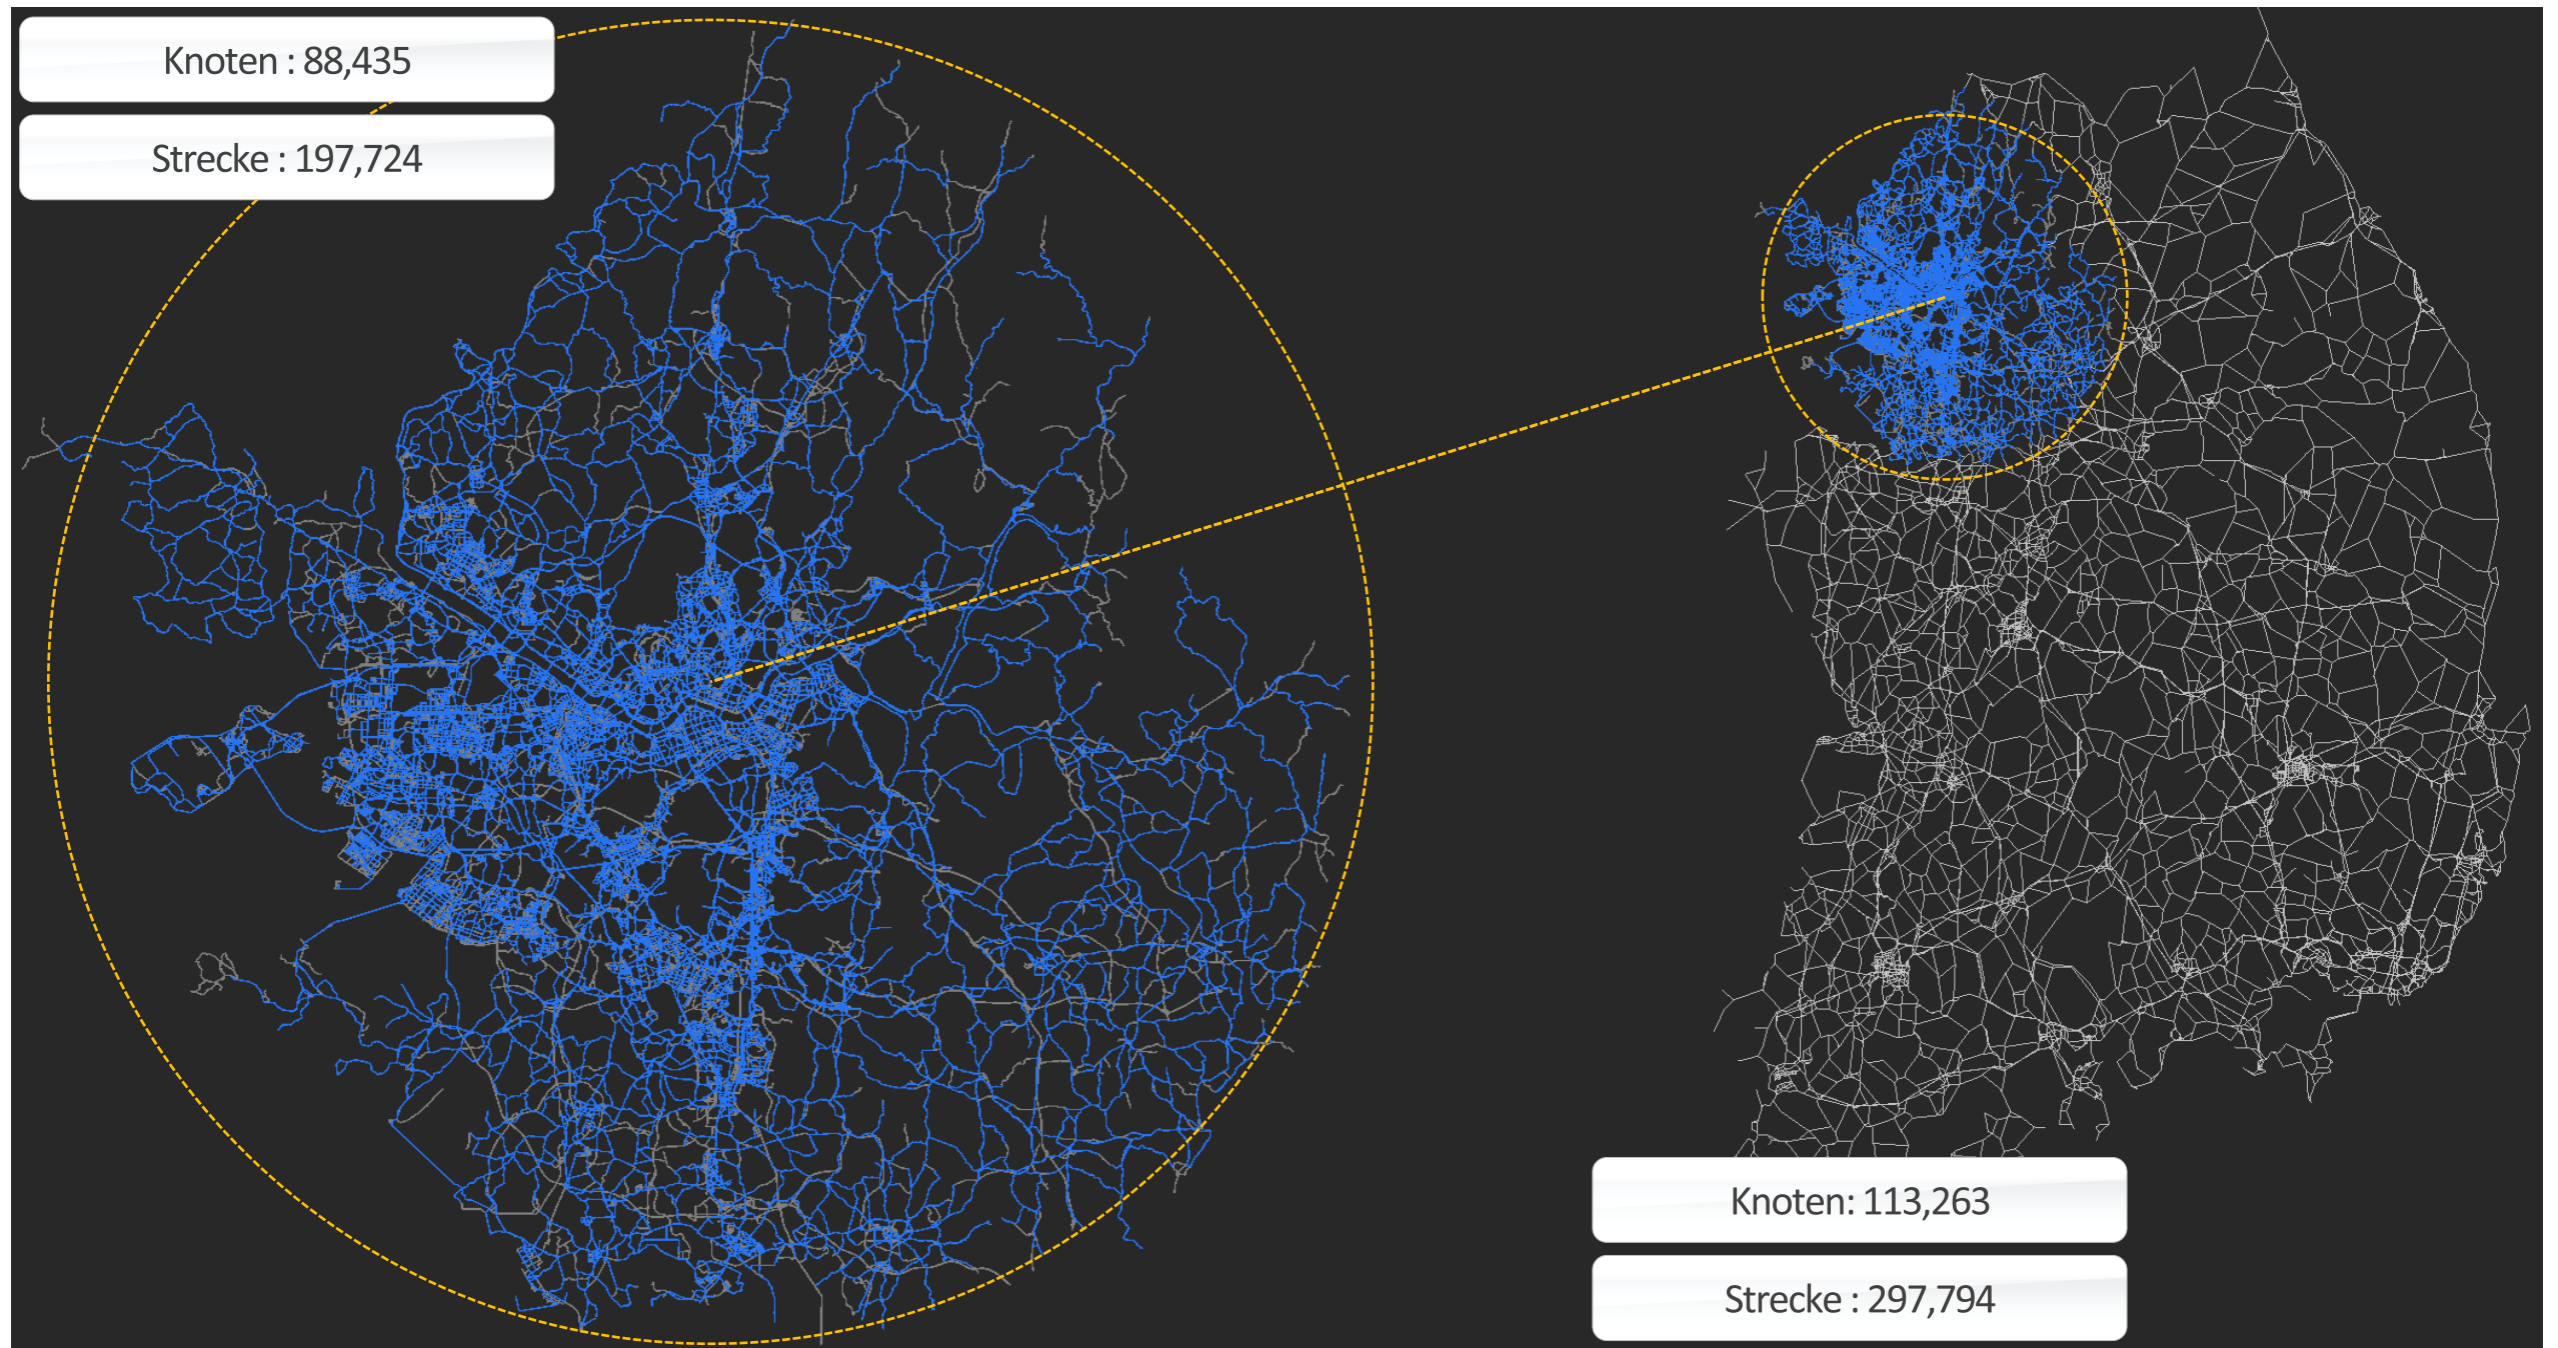 Knoten : 88,435
Strecke : 197,724
Knoten: 113,263
Strecke : 297,794